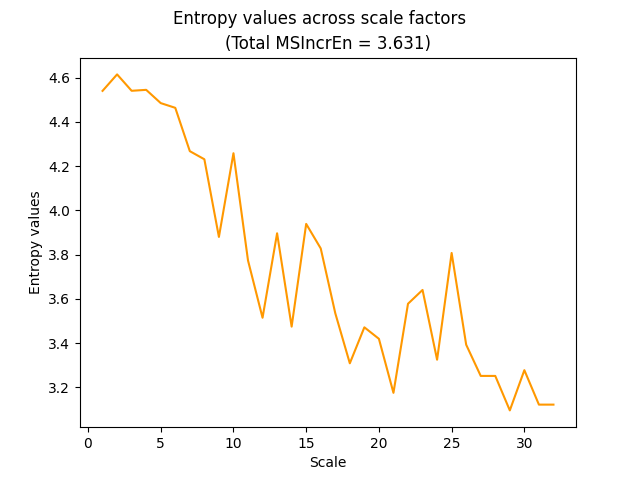 Entropy values across scale factors
(Total MSIncrEn = 3.631)
4.6
4.4
4.2
4.0
3.8
3.6
3.4
3.2
Entropy values
0 5 10 15 20 25 30
Scale